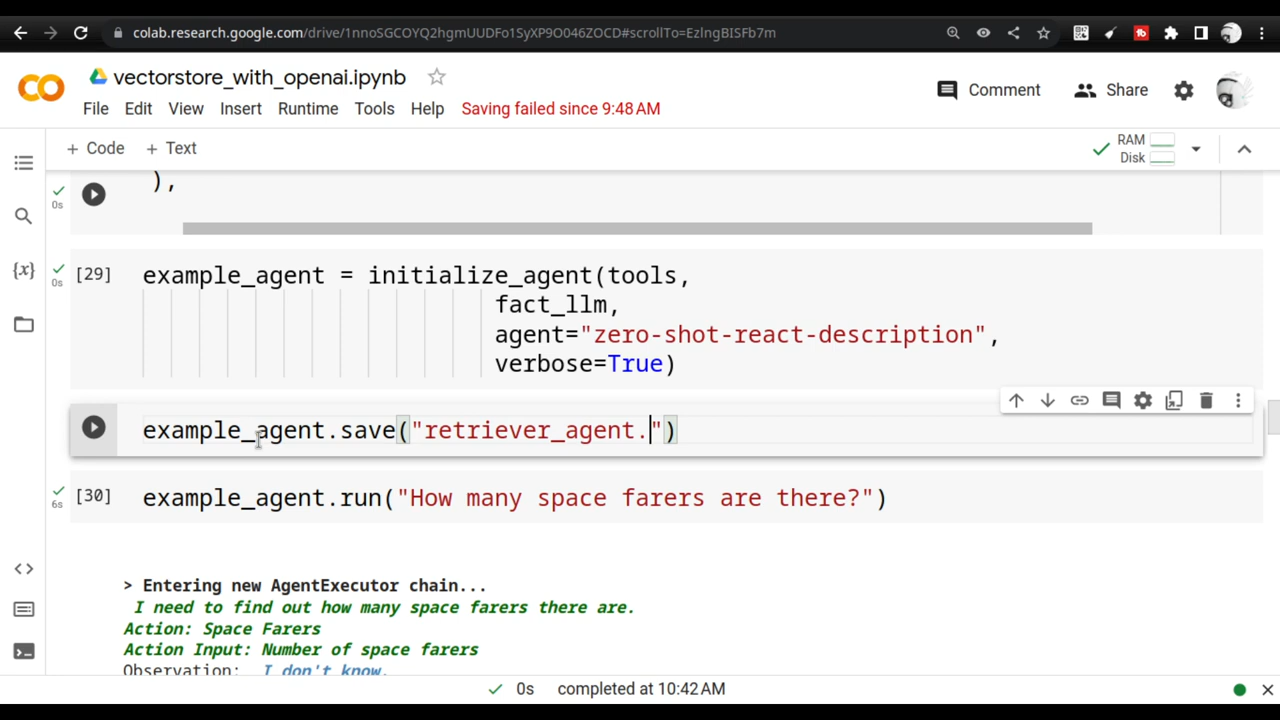 colab.research.google.com/drive/1nnoSGCOYQ2hgmUUDFo1SyXP9O046ZOCD#scrollTo=EzIngBISFb7m
vectorstore_with_openai.ipynb
File Edit View Insert Runtime Tools Help Saving failed since 9:48 AM
Comment
Share
+ Code + Text
RAM
Disk
0s
),
[29]
0s
example_agent = initialize_agent(tools,
fact_llm,
agent="zero-shot-react-description",
verbose=True)
example_agent.save("retriever_agent.")
[30]
6s
example_agent.run("How many space farers are there?")
> Entering new AgentExecutor chain...
I need to find out how many space farers there are.
Action: Space Farers
Action Input: Number of space farers
Observation: I don't know.
0s completed at 10:42 AM